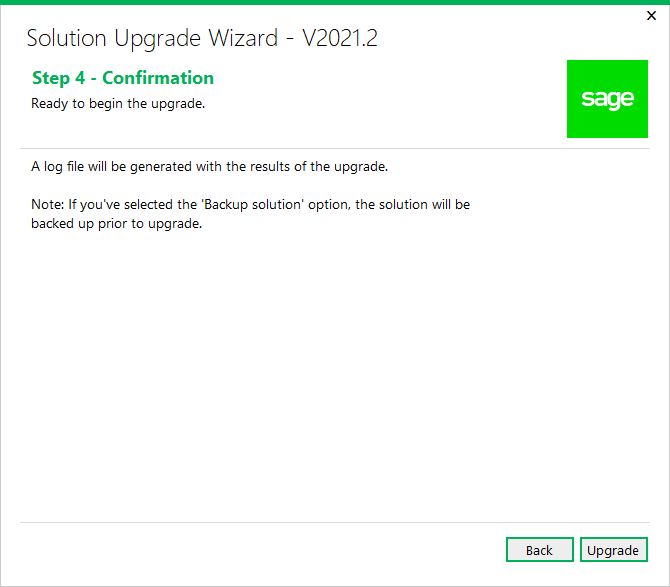 Solution Upgrade Wizard - V2021.2
Step 4 - Confirmation
Ready to begin the upgrade.
sage
A log file will be generated with the results of the upgrade.
Note: If you've selected the 'Backup solution' option, the solution will be
backed up prior to upgrade.
Back
Upgrade